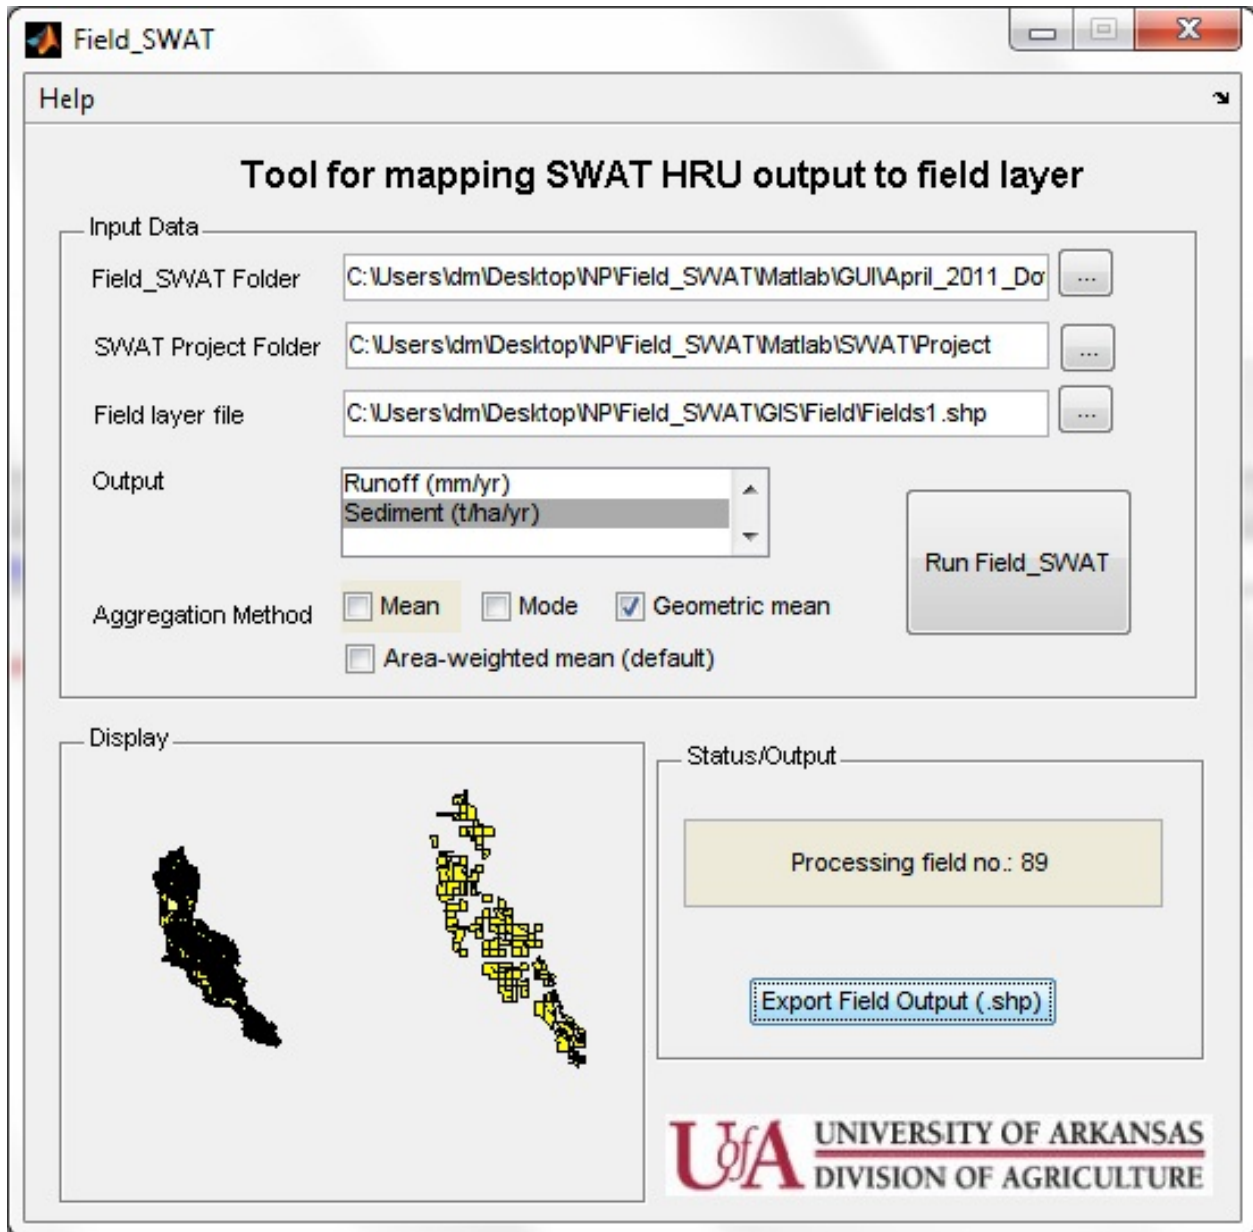 Field_SWAT
Help
Tool for mapping SWAT HRU output to field layer
Input Data
Field_SWAT Folder C:\Users\dm\Desktop\NP\Field_SWAT\Matlab\GUI\April_2011_Do ...
SWAT Project Folder C:\Users\dm\Desktop\NP\Field_SWAT\Matlab\SWAT\Project ...
Field layer file C:\Users\dm\Desktop\NP\Field_SWAT\GIS\Field\Fields1.shp ...
Output Runoff (mm/yr)
Sediment (t/ha/yr)
Run Field_SWAT
Aggregation Method Mean Mode Geometric mean
Area-weighted mean (default)
Display
Status/Output
Processing field no.: 89
Export Field Output (.shp)
UofA UNIVERSITY OF ARKANSAS
DIVISION OF AGRICULTURE